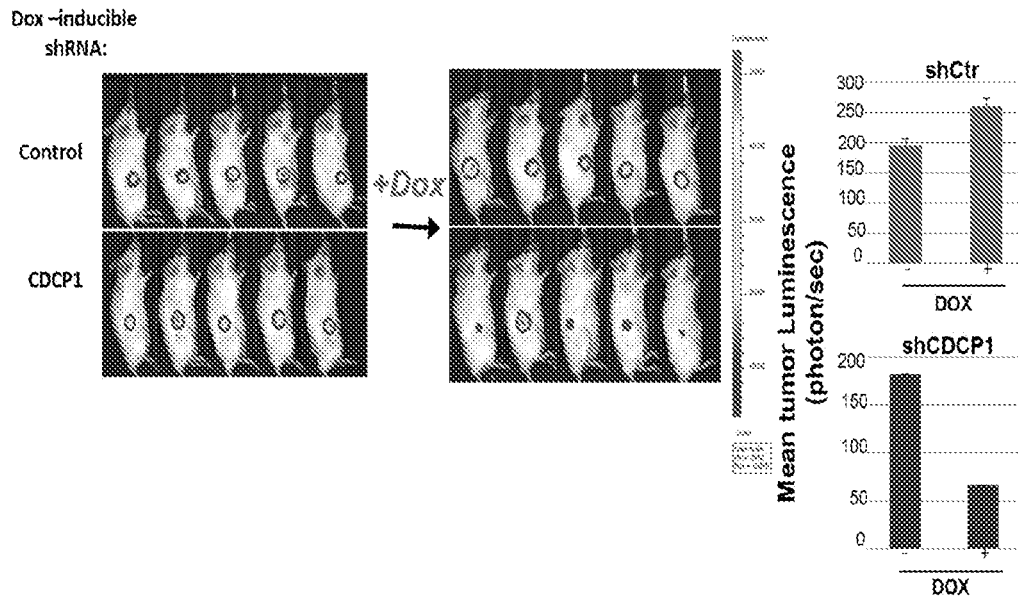 Dox –inducible
shRNA:
Control
CDCP1
+Dox
Mean tumor Luminescence
(photon/sec)
shCtr
300
250
200
150
100
50
0
- +
DOX
shCDCP1
200
150
100
50
0
- +
DOX